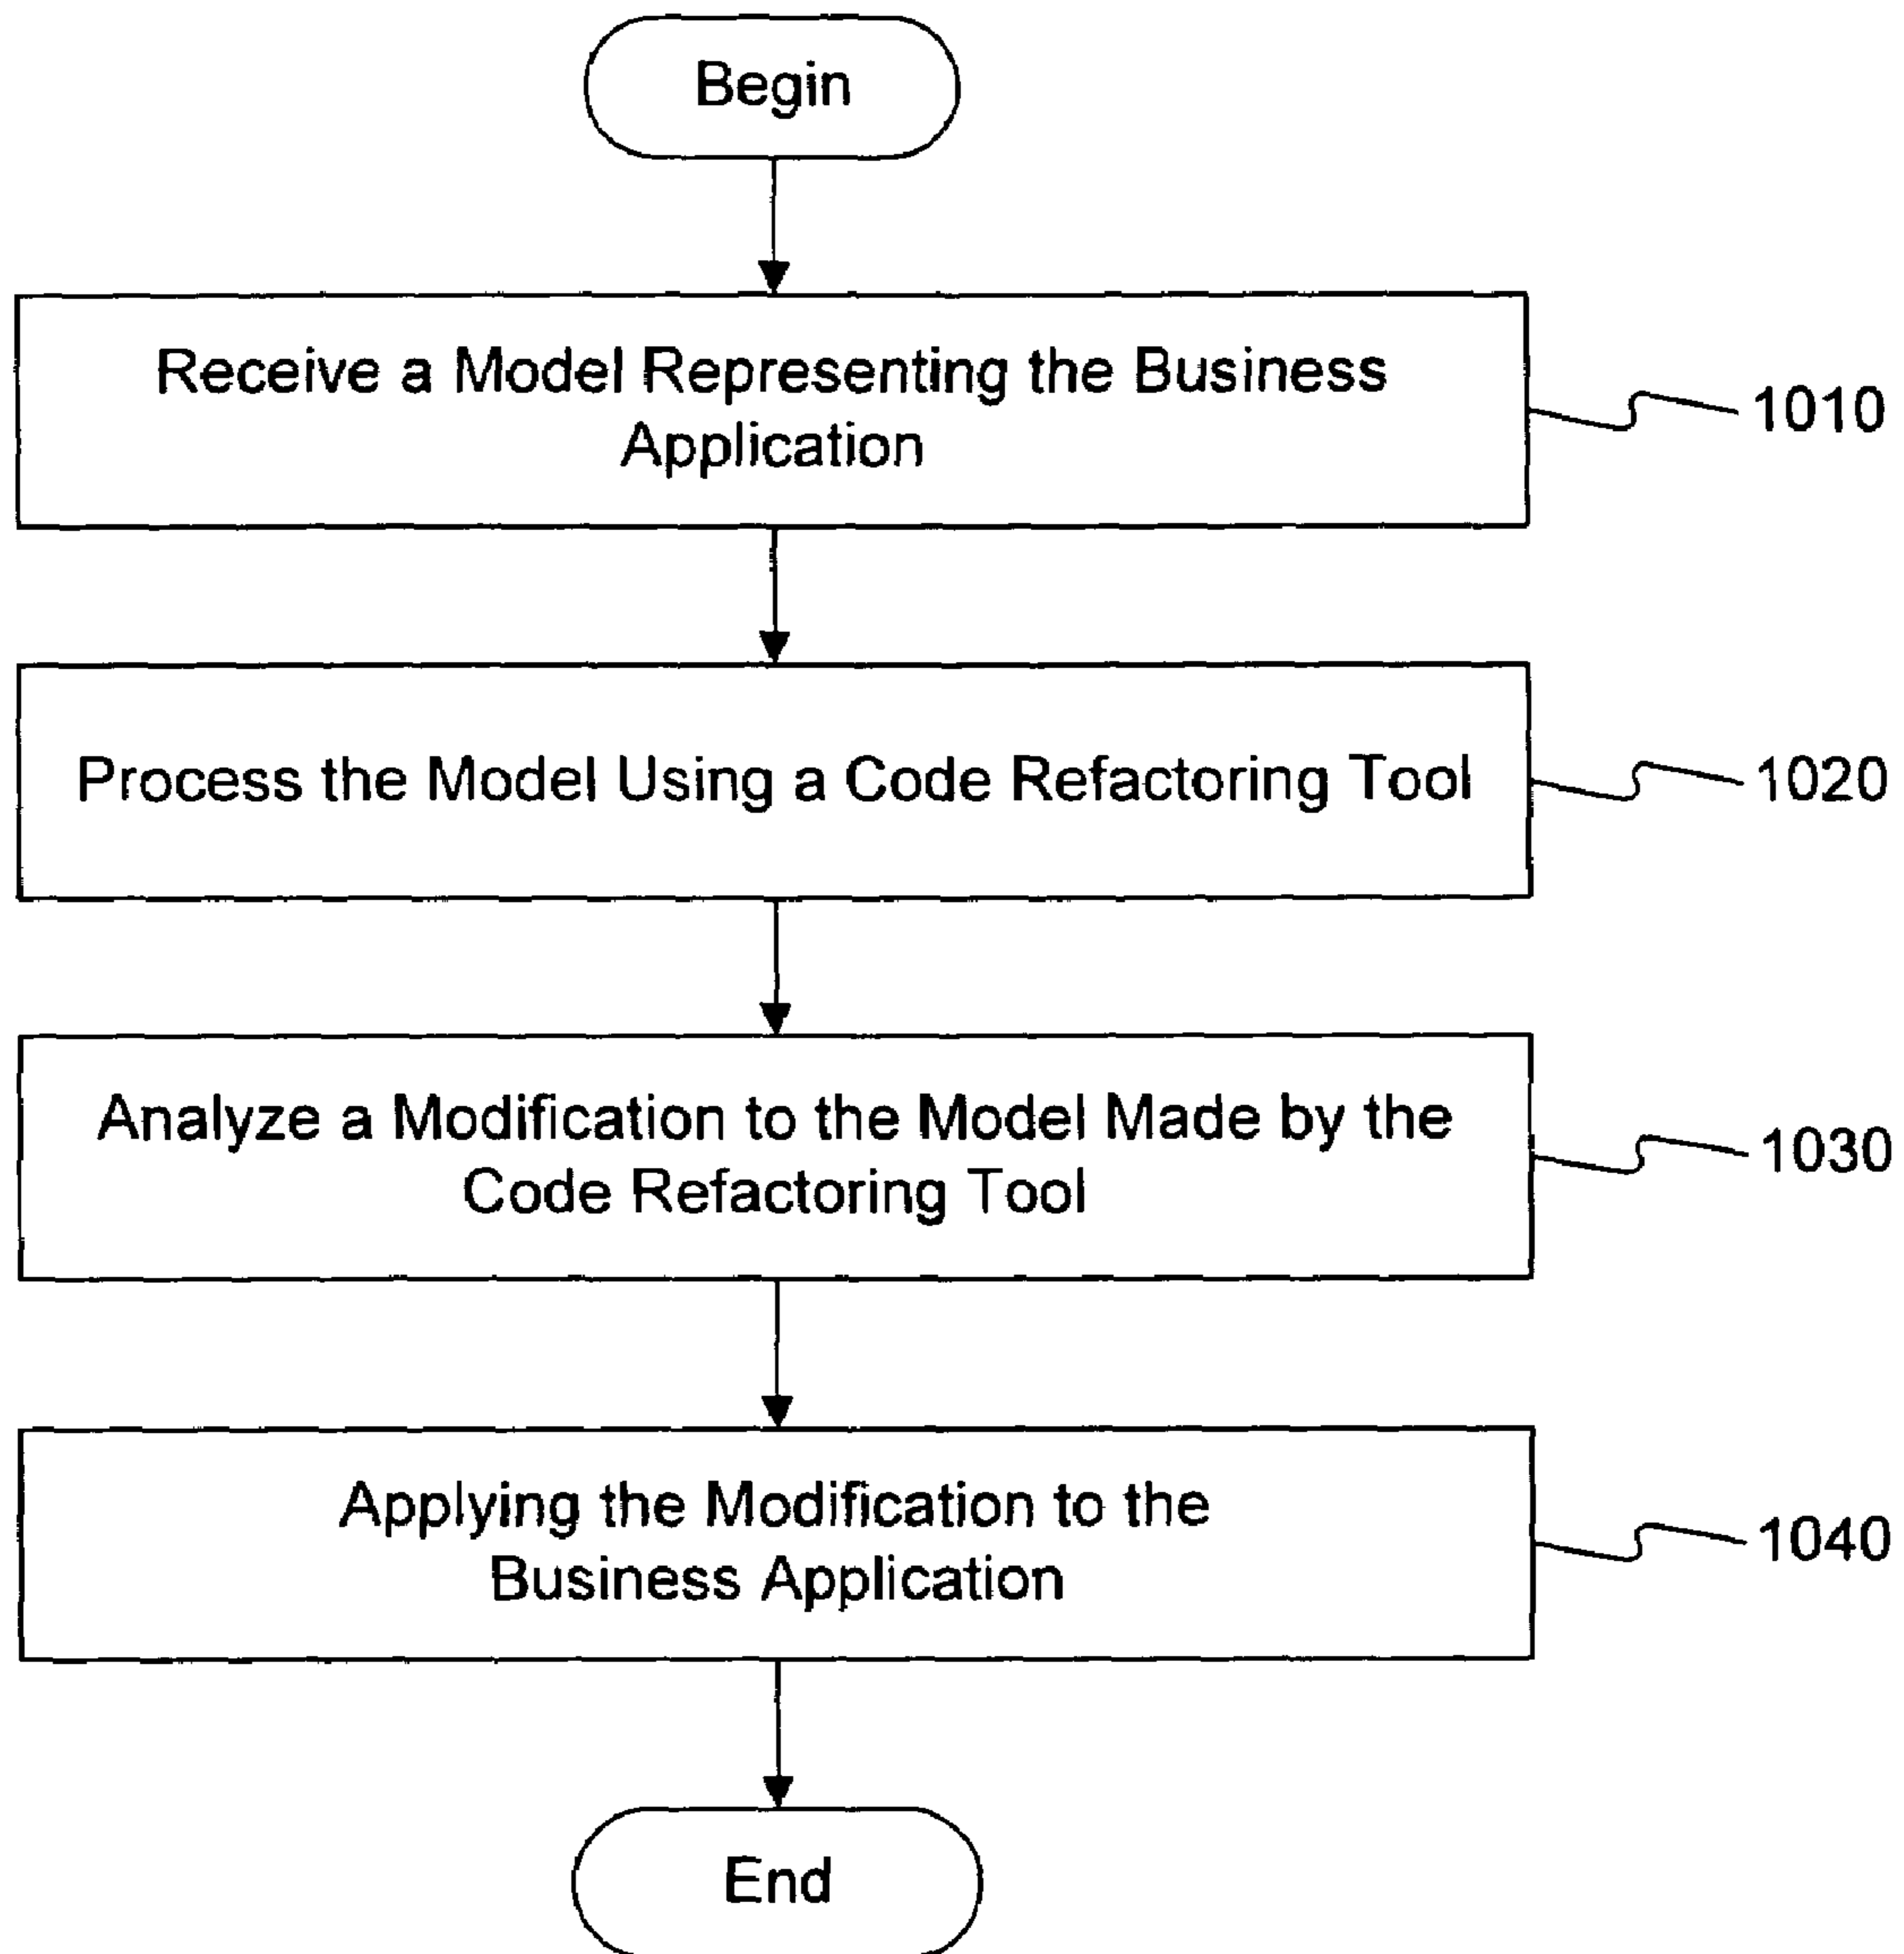 Begin
Receive a Model Representing the Business
Application
1010
Process the Model Using a Code Refactoring Tool
1020
Analyze a Modification to the Model Made by the
Code Refactoring Tool
1030
Applying the Modification to the
Business Application
1040
End